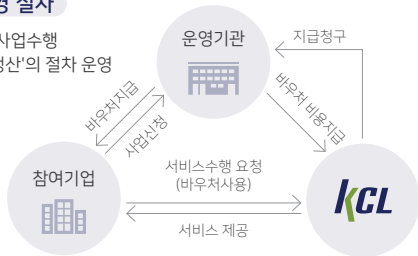 절차
사업수행
산'의 절차 운영
운영기관
지급청구
바우처지급
사업신청
바우처 비용지급
참여기업
서비스수행 요청
(바우처사용)
서비스 제공
KCL